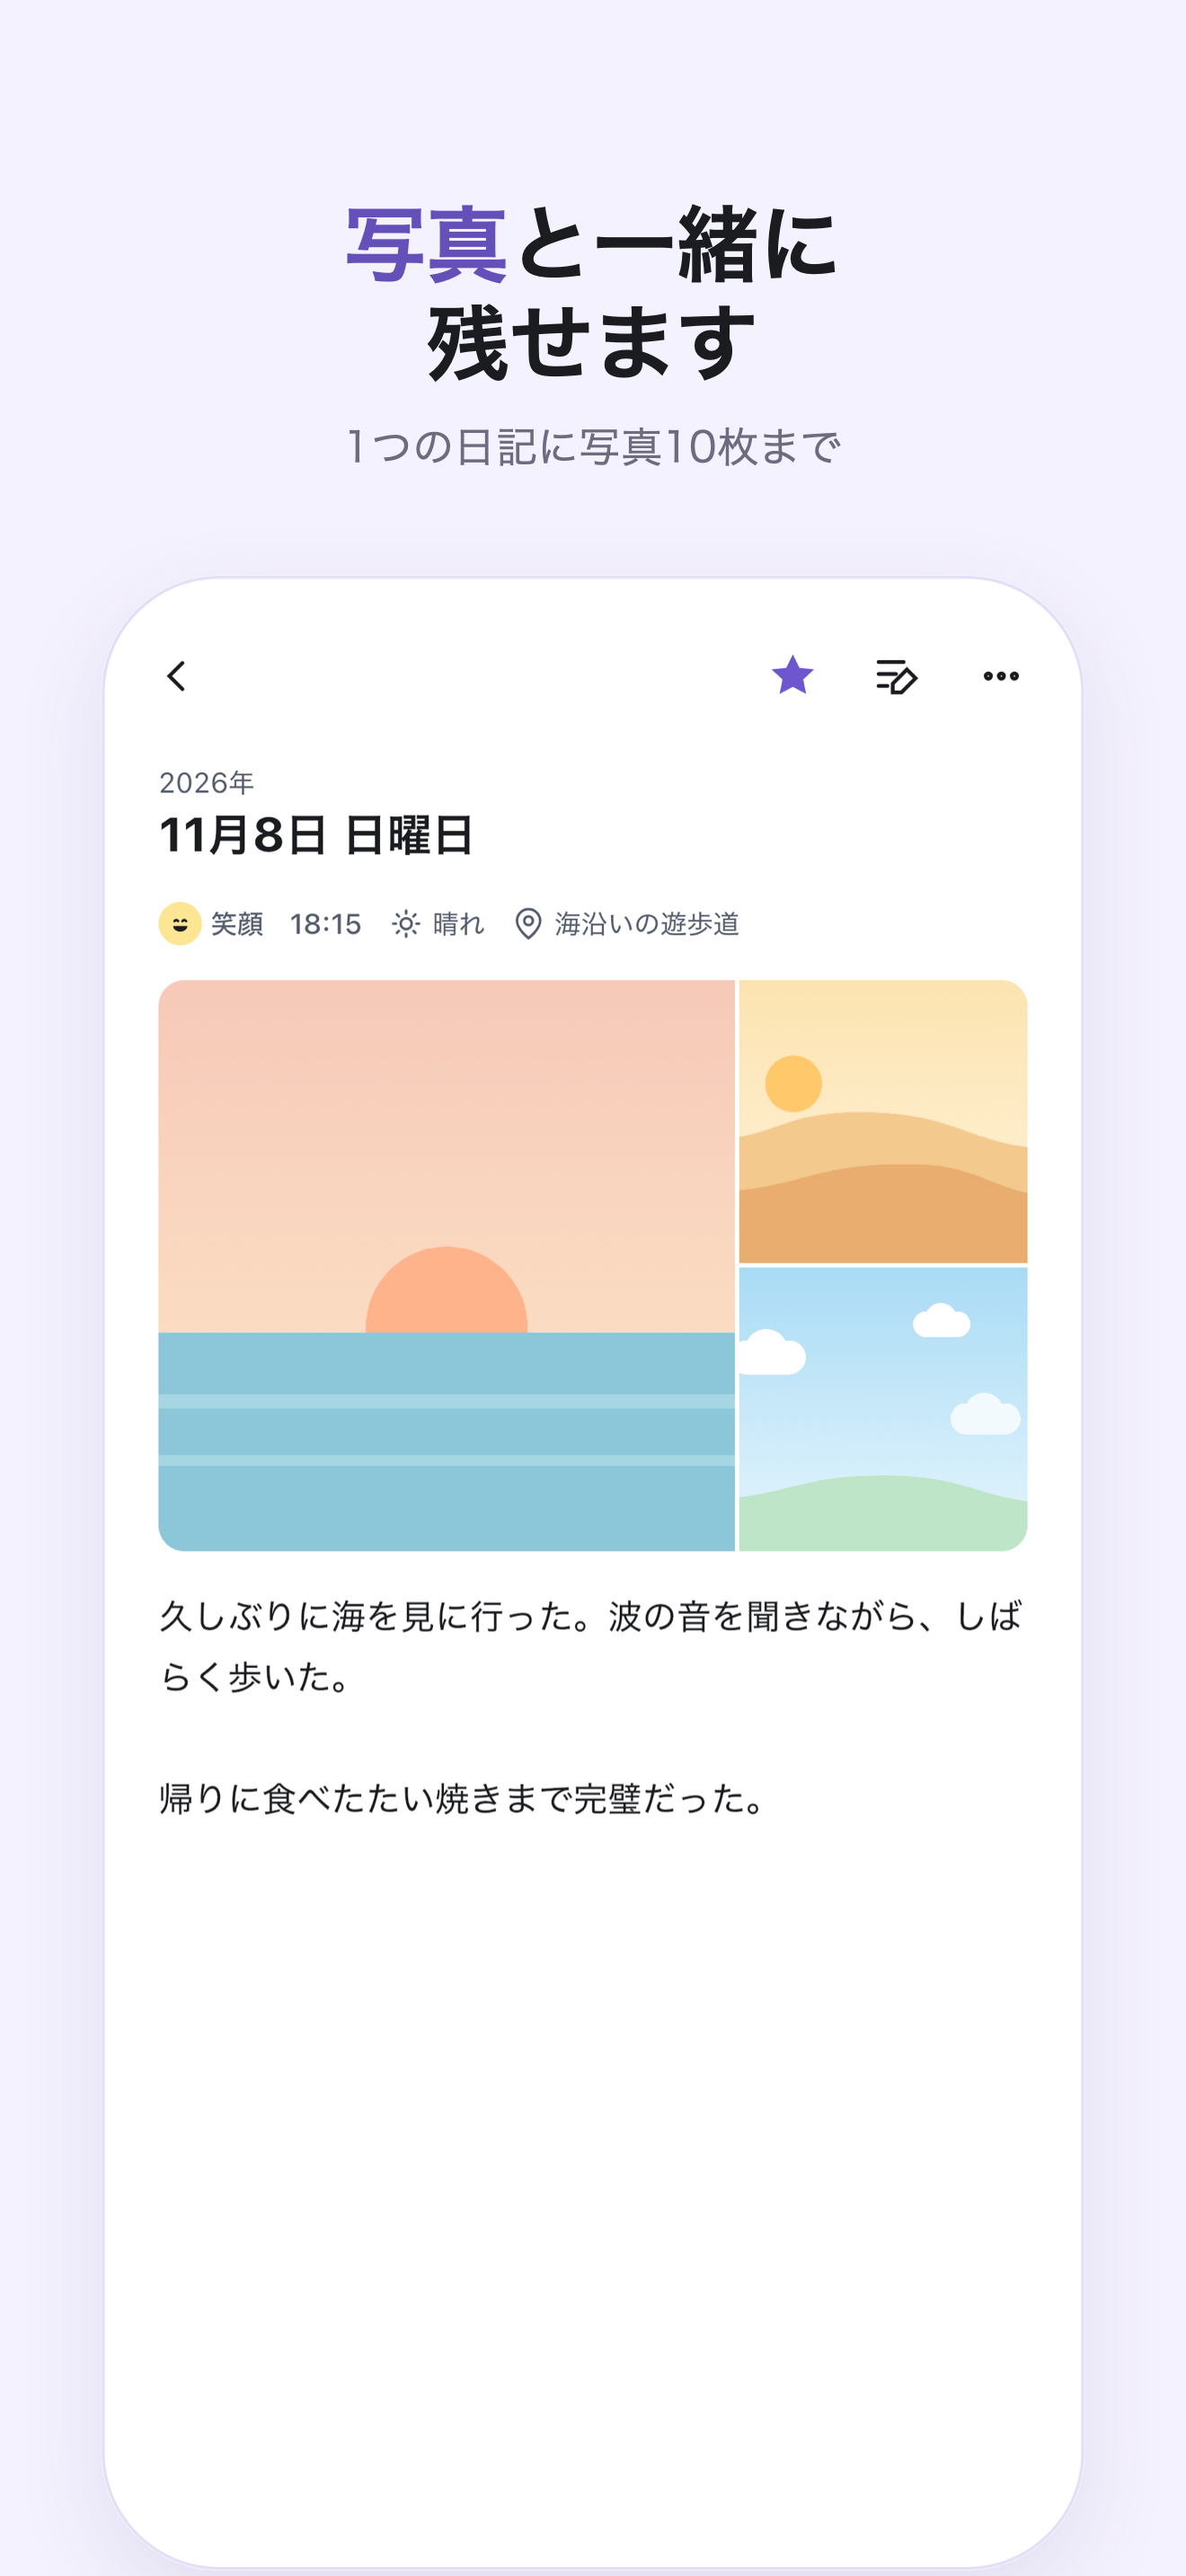 写真と一緒に
残せます
1つの日記に写真10枚まで
2026年
11月8日 日曜日
笑顔 18:15 晴れ 海沿いの遊歩道
久しぶりに海を見に行った。波の音を聞きながら、しば
らく歩いた。
帰りに食べたたい焼きまで完璧だった。